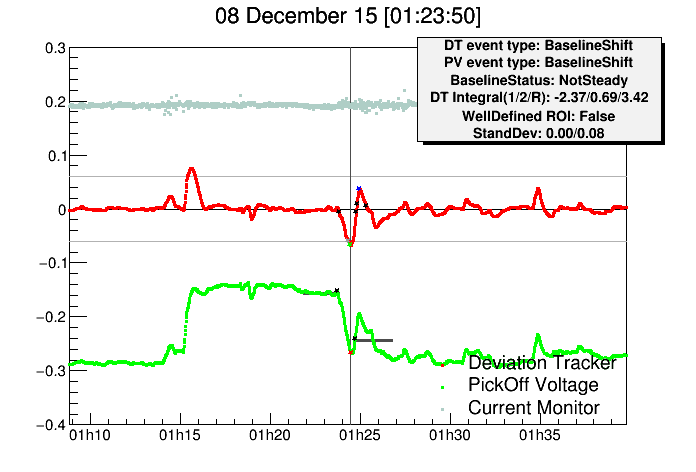 08 December 15 [01:23:50]
DT event type: BaselineShift
PV event type: BaselineShift
BaselineStatus: NotSteady
DT Integral(1/2/R): -2.37/0.69/3.42
WellDefined ROI: False
StandDev: 0.00/0.08
0.3
0.2
0.1
0
−0.1
−0.2
−0.3
−0.4
Deviation Tracker
PickOff Voltage
Current Monitor
01h10 01h15 01h20 01h25 01h30 01h35